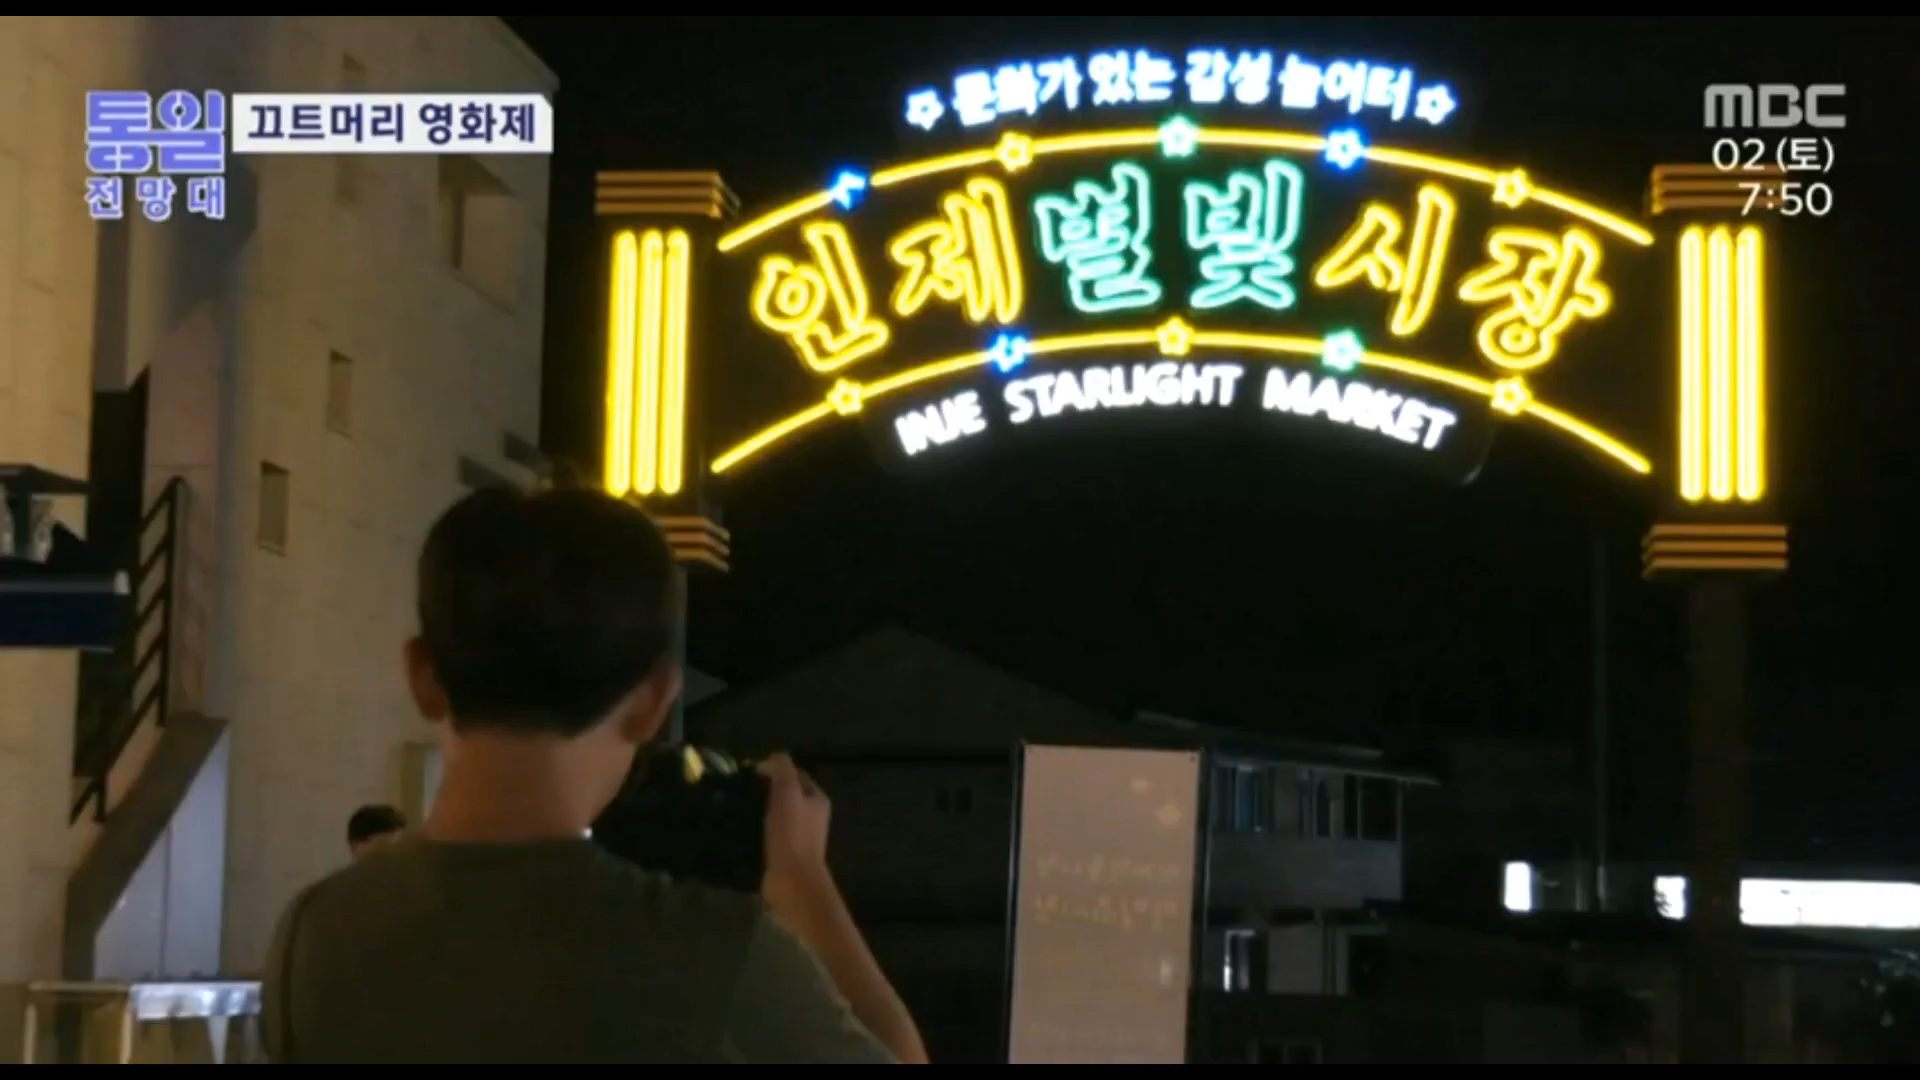 통일
전망대
끄트머리 영화제
MBC
02 (토)
7:50
문화가 있는 감성 놀이터
인제별빛시장
INJE STARLIGHT MARKET